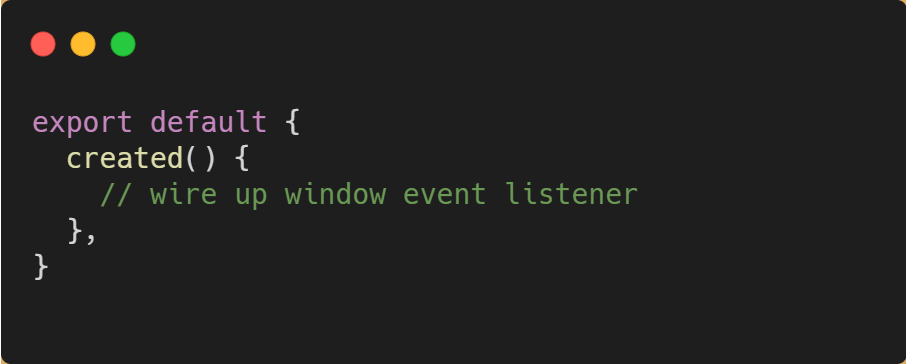 export default {
  created() {
    // wire up window event listener
  },
}